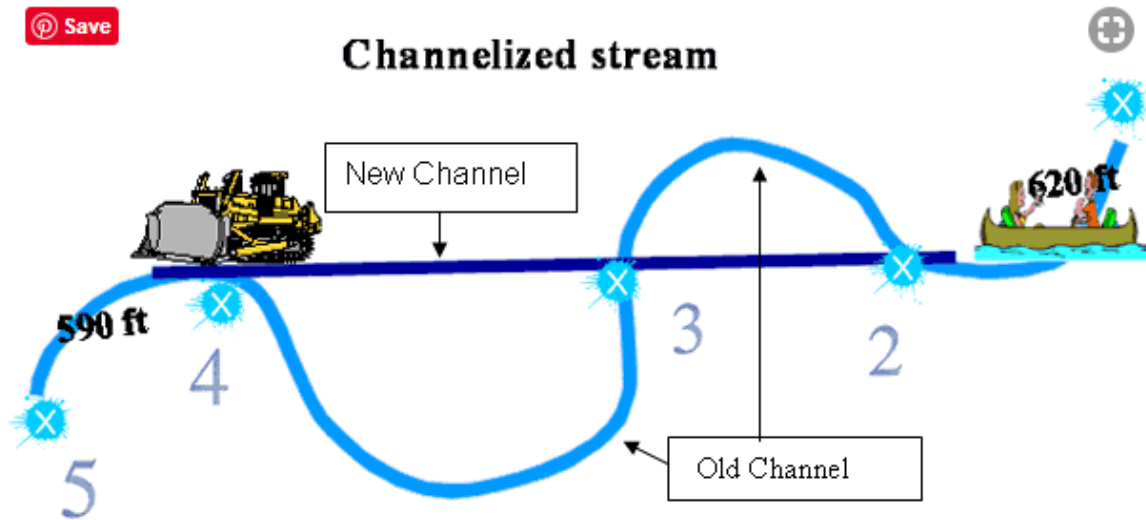 Save
Channelized stream
New Channel
620 ft
590 ft
4
3
2
Old Channel
5